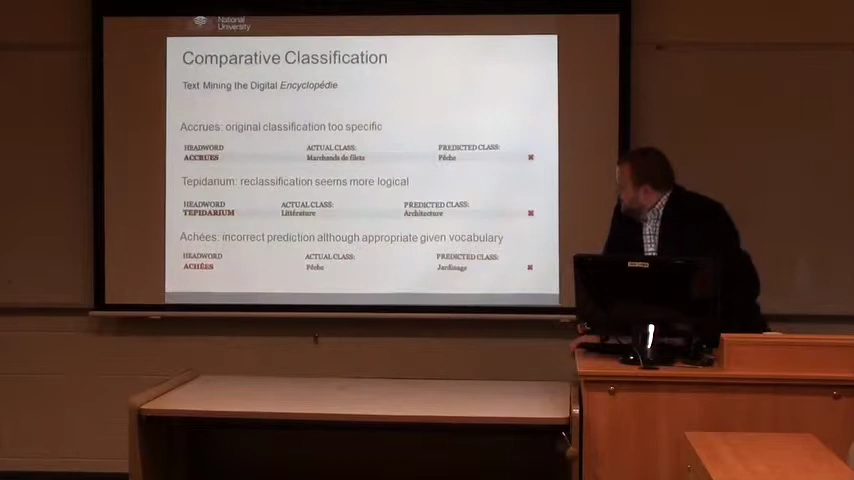 National
University
Comparative Classification
Text Mining the Digital Encyclopédie
Accrues: original classification too specific
HEADWORD ACTUAL CLASS: PREDICTED CLASS:
ACCRUES Marchands de filets Pêche
Tepidarium: reclassification seems more logical
HEADWORD ACTUAL CLASS: PREDICTED CLASS:
TEPIDARIUM Littérature Architecture
Achées: incorrect prediction although appropriate given vocabulary
HEADWORD ACTUAL CLASS: PREDICTED CLASS:
ACHÉES Pêche Jardinage